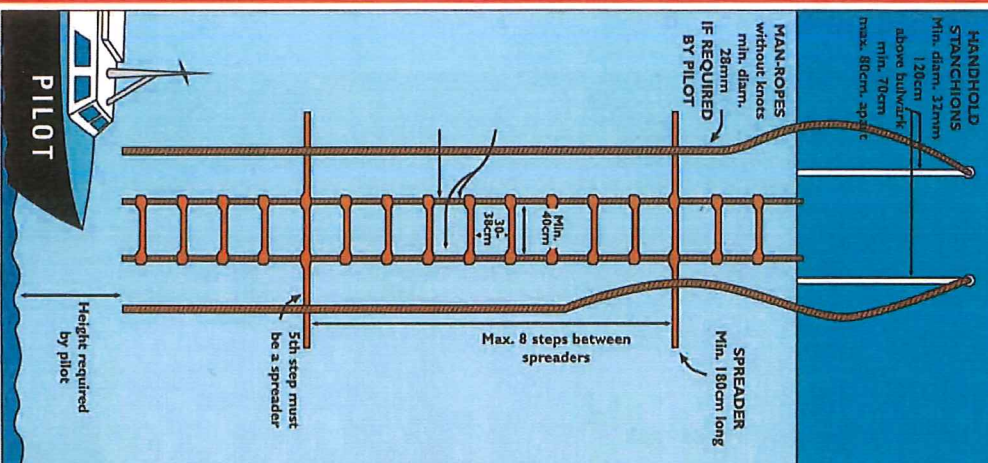 HANDHOLD
STANCHIONS
Min. diam. 32mm
120cm
above bulwark
min. 70cm
max. 80cm. apart
MAN-ROPES
without knots
min. diam.
28mm
IF REQUIRED
BY PILOT
PILOT
Min.
40cm
30-
38cm
SPREADER
Min. 180cm long
Max. 8 steps between
spreaders
5th step must
be a spreader
Height required
by pilot